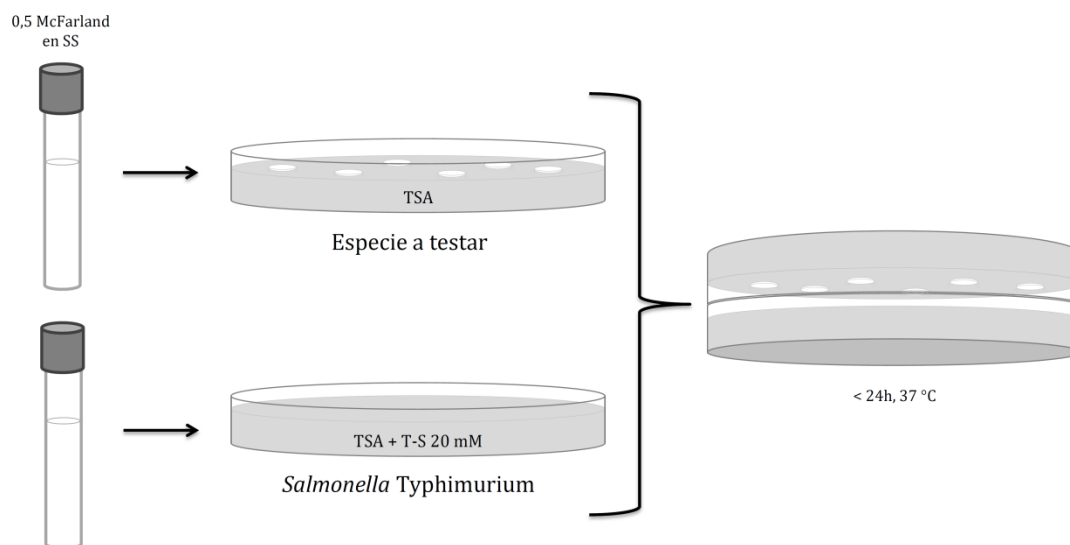 0,5 McFarland
en SS
TSA
Especie a testar
TSA + T-S 20 mM
Salmonella Typhimurium
< 24h, 37 °C